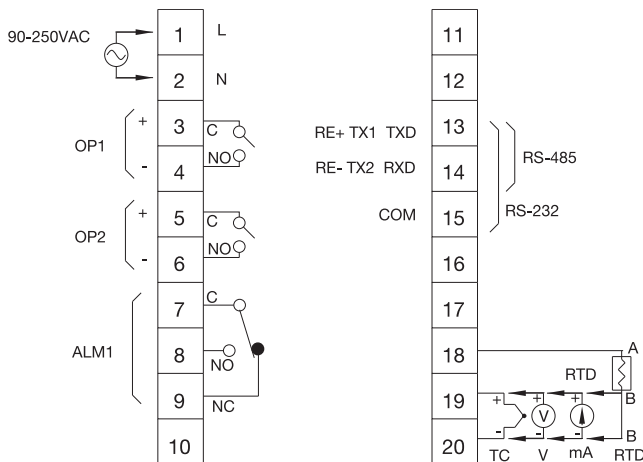 90-250VAC
1 L
2 N
OP1
+ 3 C
- 4 NO
OP2
+ 5 C
- 6 NO
ALM1
7 C
8 NO
9 NC
10
11
12
RE+ TX1 TXD 13
RE- TX2 RXD 14
RS-485
COM 15
RS-232
16
17
18 A
RTD
19 + + + B
V
20 - - - B
TC V mA RTD